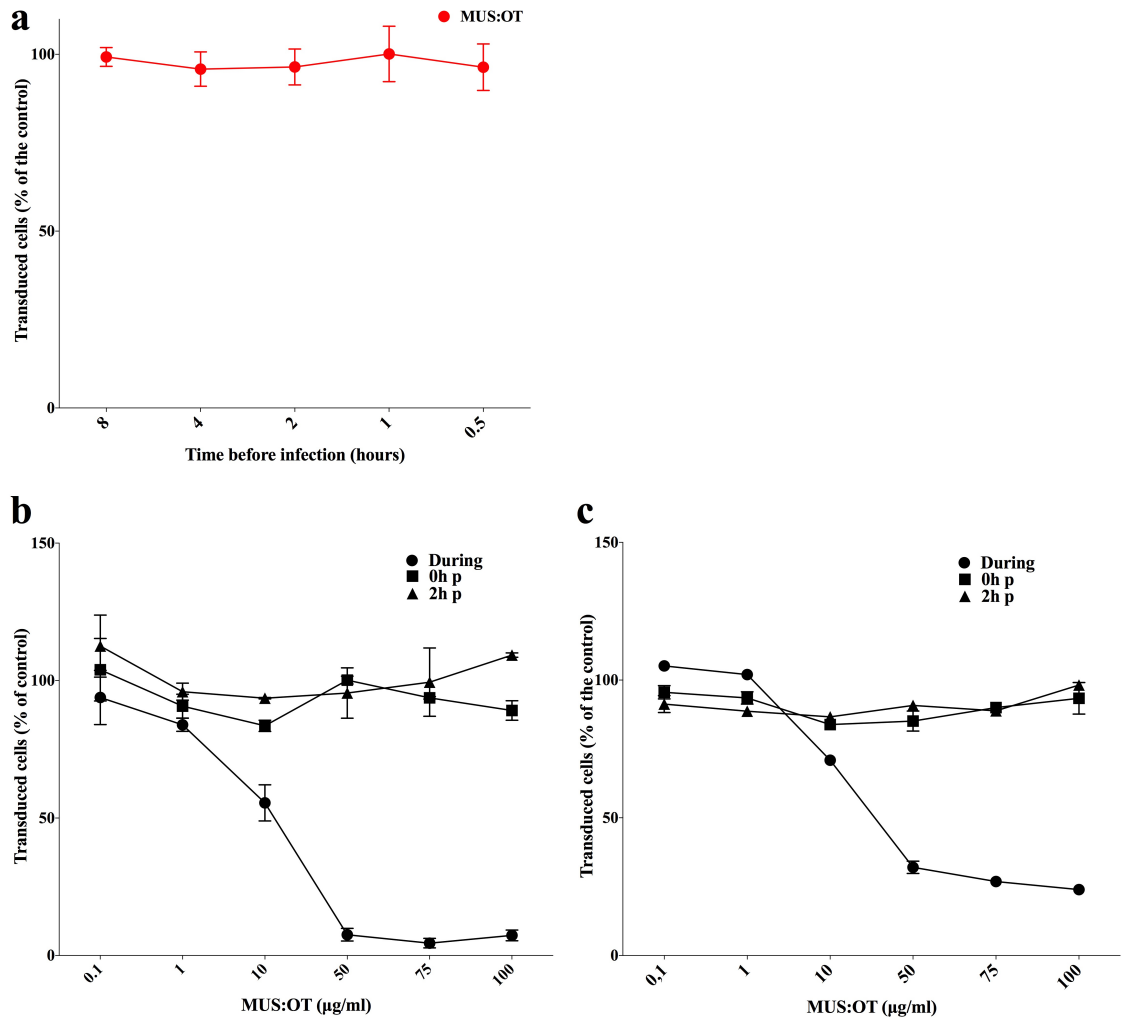 a
MUS:OT
Transduced cells (% of the control)
100
50
0
8
4
2
1
0.5
Time before infection (hours)
b
During
0h p
2h p
Transduced cells (% of control)
150
100
50
0
0.1
1
10
50
75
100
MUS:OT (µg/ml)
c
During
0h p
2h p
Transduced cells (% of the control)
150
100
50
0
0,1
1
10
50
75
100
MUS:OT (µg/ml)